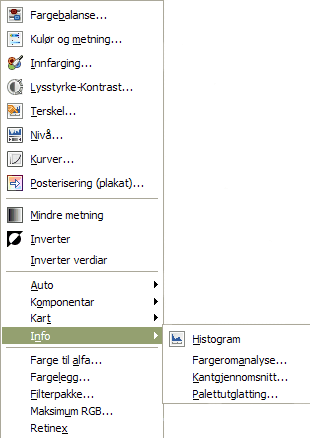 Fargebalanse...
Kulør og metning...
Innfarging...
Lysstyrke-Kontrast...
Terskel...
Nivå...
Kurver...
Posterisering (plakat)...
Mindre metning
Inverter
Inverter verdiar
Auto
Komponentar
Kart
Info
Histogram
Fargeromanalyse...
Kantgjennomsnitt...
Palettutglatting...
Farge til alfa...
Fargelegg...
Filterpakke...
Maksimum RGB...
Retinex